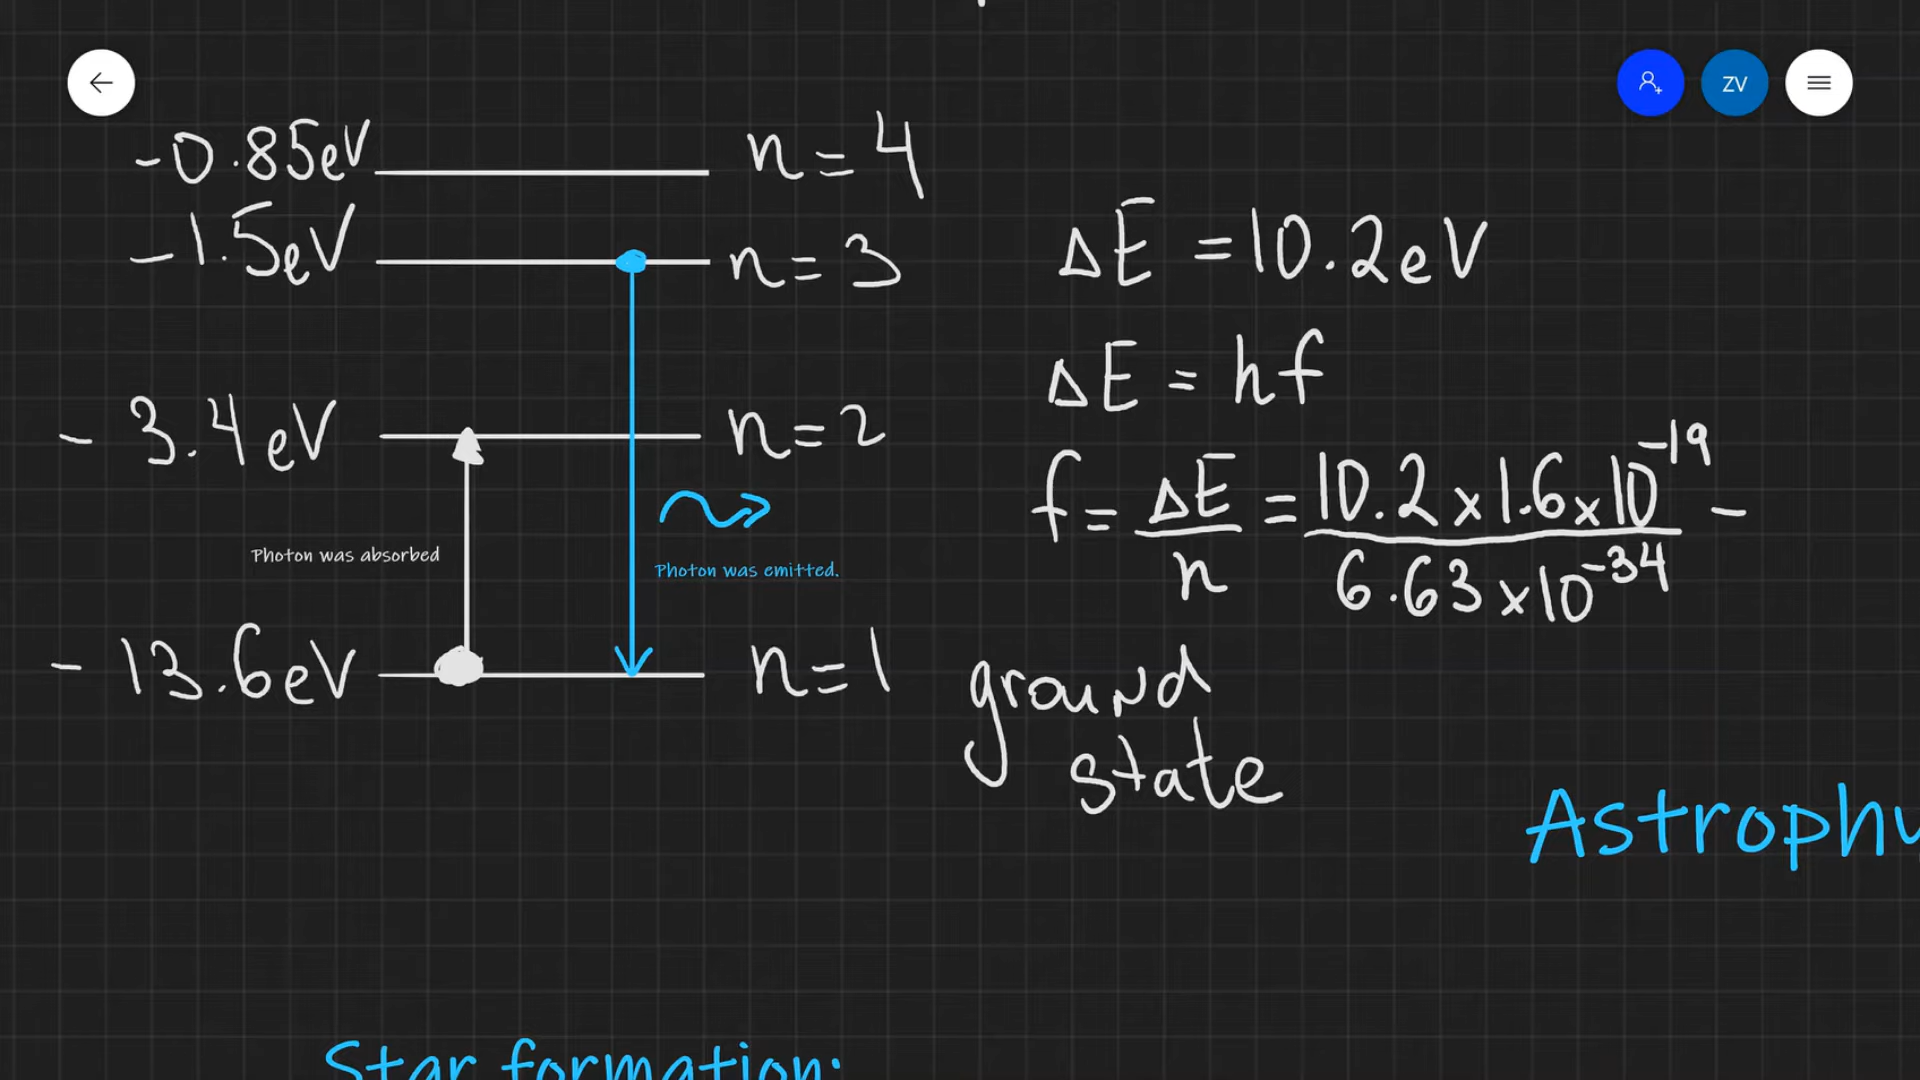 ZV
-0.85eV n=4
-1.5eV n=3
-3.4eV n=2
Photon was absorbed
Photon was emitted.
-13.6eV n=1
ground
state
ΔE = 10.2eV
ΔE = hf
f = ΔE/h = 10.2×1.6×10^-19 / 6.63×10^-34 -
Astrophy
Star formation: